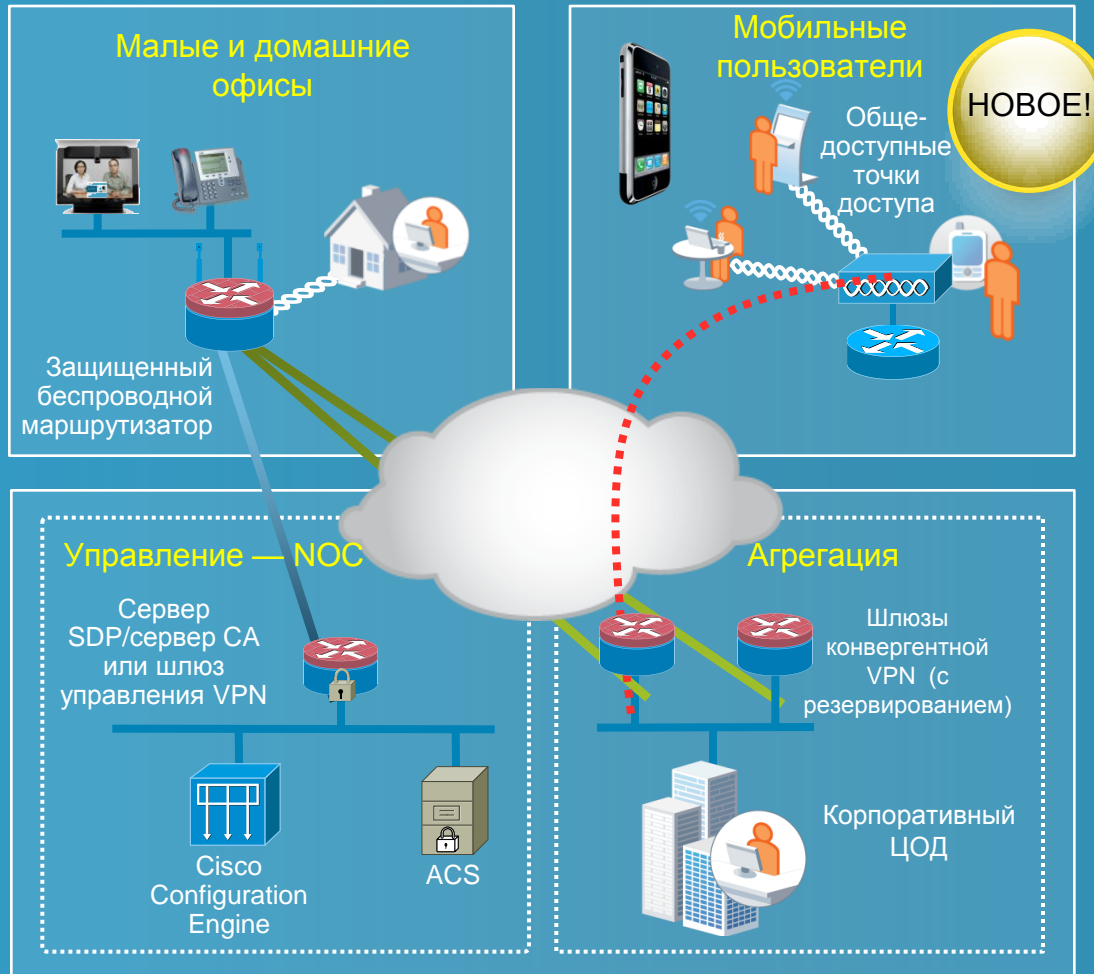 Малые и домашние
офисы
Защищенный
беспроводной
маршрутизатор
Мобильные
пользователи
НОВОЕ!
Обще-
доступные
точки
доступа
Управление — NOC
Сервер
SDP/сервер CA
или шлюз
управления VPN
Cisco
Configuration
Engine
ACS
Агрегация
Шлюзы
конвергентной
VPN (с
резервированием)
Корпоративный
ЦОД